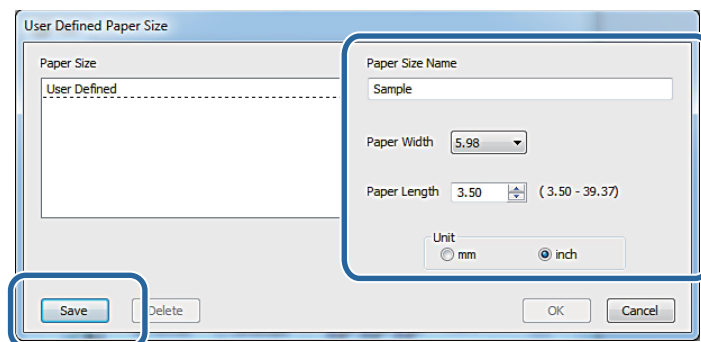 User Defined Paper Size
Paper Size
User Defined
Paper Size Name
Sample
Paper Width 5.98
Paper Length 3.50 ( 3.50 - 39.37)
Unit
mm inch
Save Delete OK Cancel